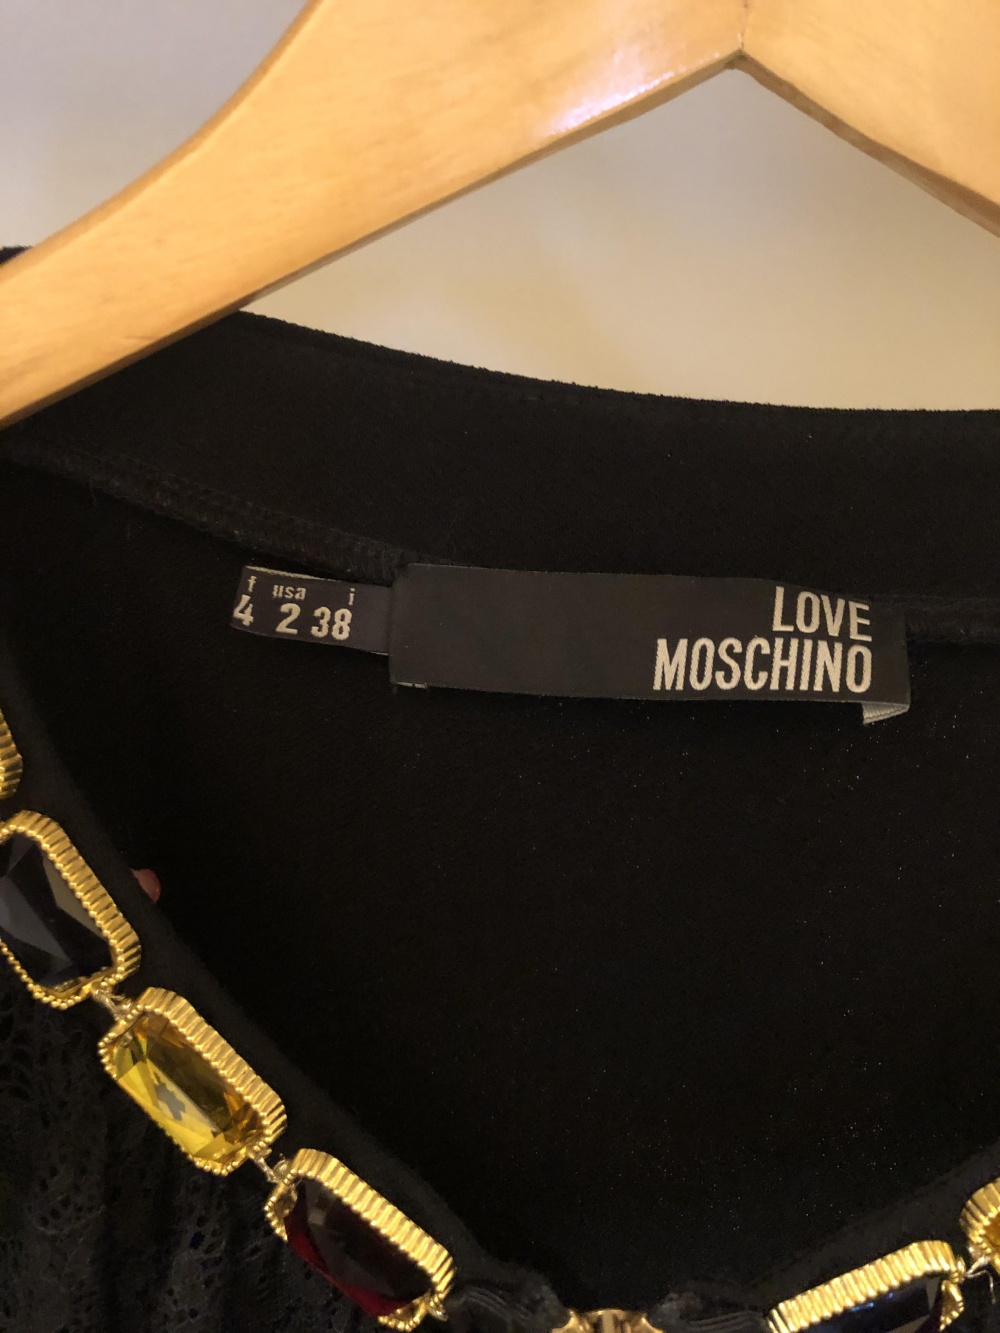 f usa i
4 2 38
LOVE
MOSCHINO